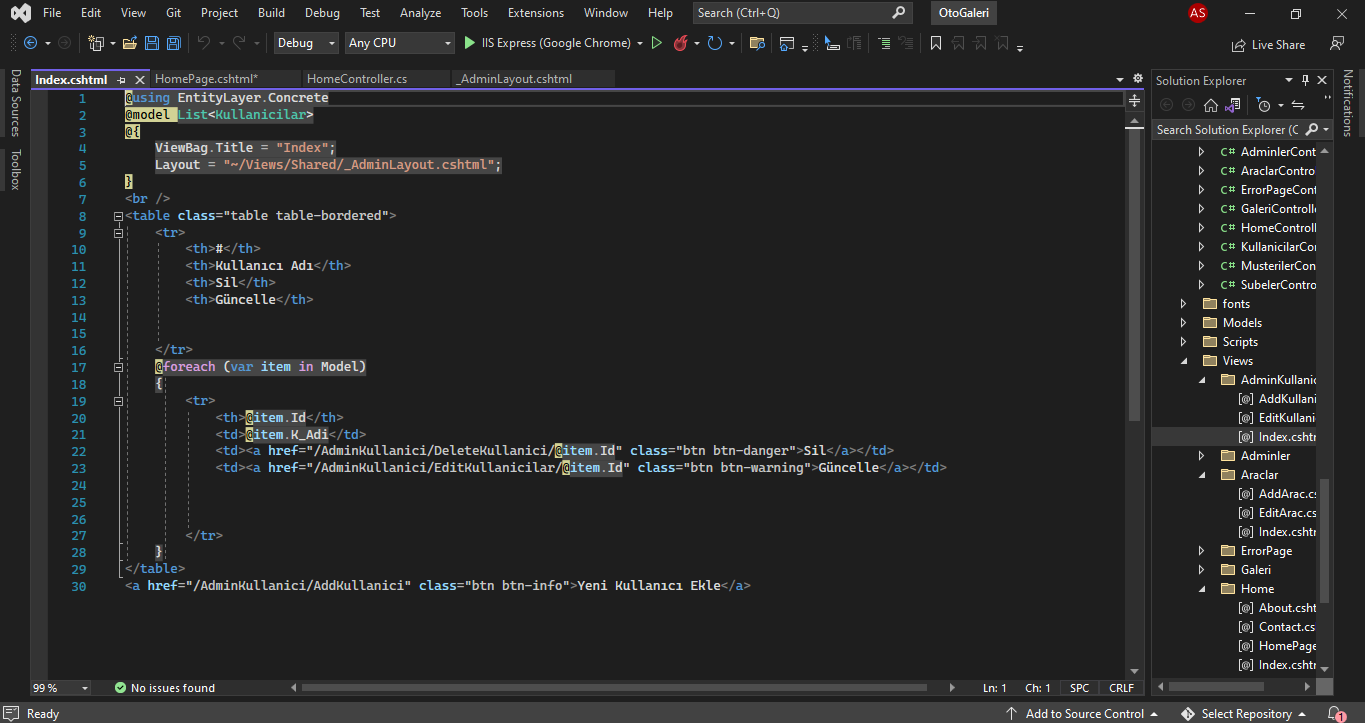 File Edit View Git Project Build Debug Test Analyze Tools Extensions Window Help Search (Ctrl+Q) OtoGaleri AS
Debug Any CPU IIS Express (Google Chrome) Live Share
Data Sources
Toolbox
Index.cshtml HomePage.cshtml* HomeController.cs _AdminLayout.cshtml
1 @using EntityLayer.Concrete
2 @model List<Kullanicilar>
3 @{
4 ViewBag.Title = "Index";
5 Layout = "~/Views/Shared/_AdminLayout.cshtml";
6 }
7 <br />
8 <table class="table table-bordered">
9 <tr>
10 <th>#</th>
11 <th>Kullanıcı Adı</th>
12 <th>Sil</th>
13 <th>Güncelle</th>
14
15
16 </tr>
17 @foreach (var item in Model)
18 {
19 <tr>
20 <th>@item.Id</th>
21 <td>@item.K_Adi</td>
22 <td><a href="/AdminKullanici/DeleteKullanici/@item.Id" class="btn btn-danger">Sil</a></td>
23 <td><a href="/AdminKullanici/EditKullanicilar/@item.Id" class="btn btn-warning">Güncelle</a></td>
24
25
26
27 </tr>
28 }
29 </table>
30 <a href="/AdminKullanici/AddKullanici" class="btn btn-info">Yeni Kullanıcı Ekle</a>
99 % No issues found Ln: 1 Ch: 1 SPC CRLF
Solution Explorer
Search Solution Explorer (C
C# AdminlerCont
C# AraclarContro
C# ErrorPageCont
C# GaleriControlle
C# HomeControll
C# KullanicilarCor
C# MusterilerCon
C# SubelerContro
fonts
Models
Scripts
Views
AdminKullanic
[@] AddKullani
[@] EditKullani
[@] Index.cshtr
Adminler
Araclar
[@] AddArac.cs
[@] EditArac.cs
[@] Index.cshtr
ErrorPage
Galeri
Home
[@] About.csht
[@] Contact.cs
[@] HomePage
[@] Index.cshtr
Notifications
Ready Add to Source Control Select Repository 1